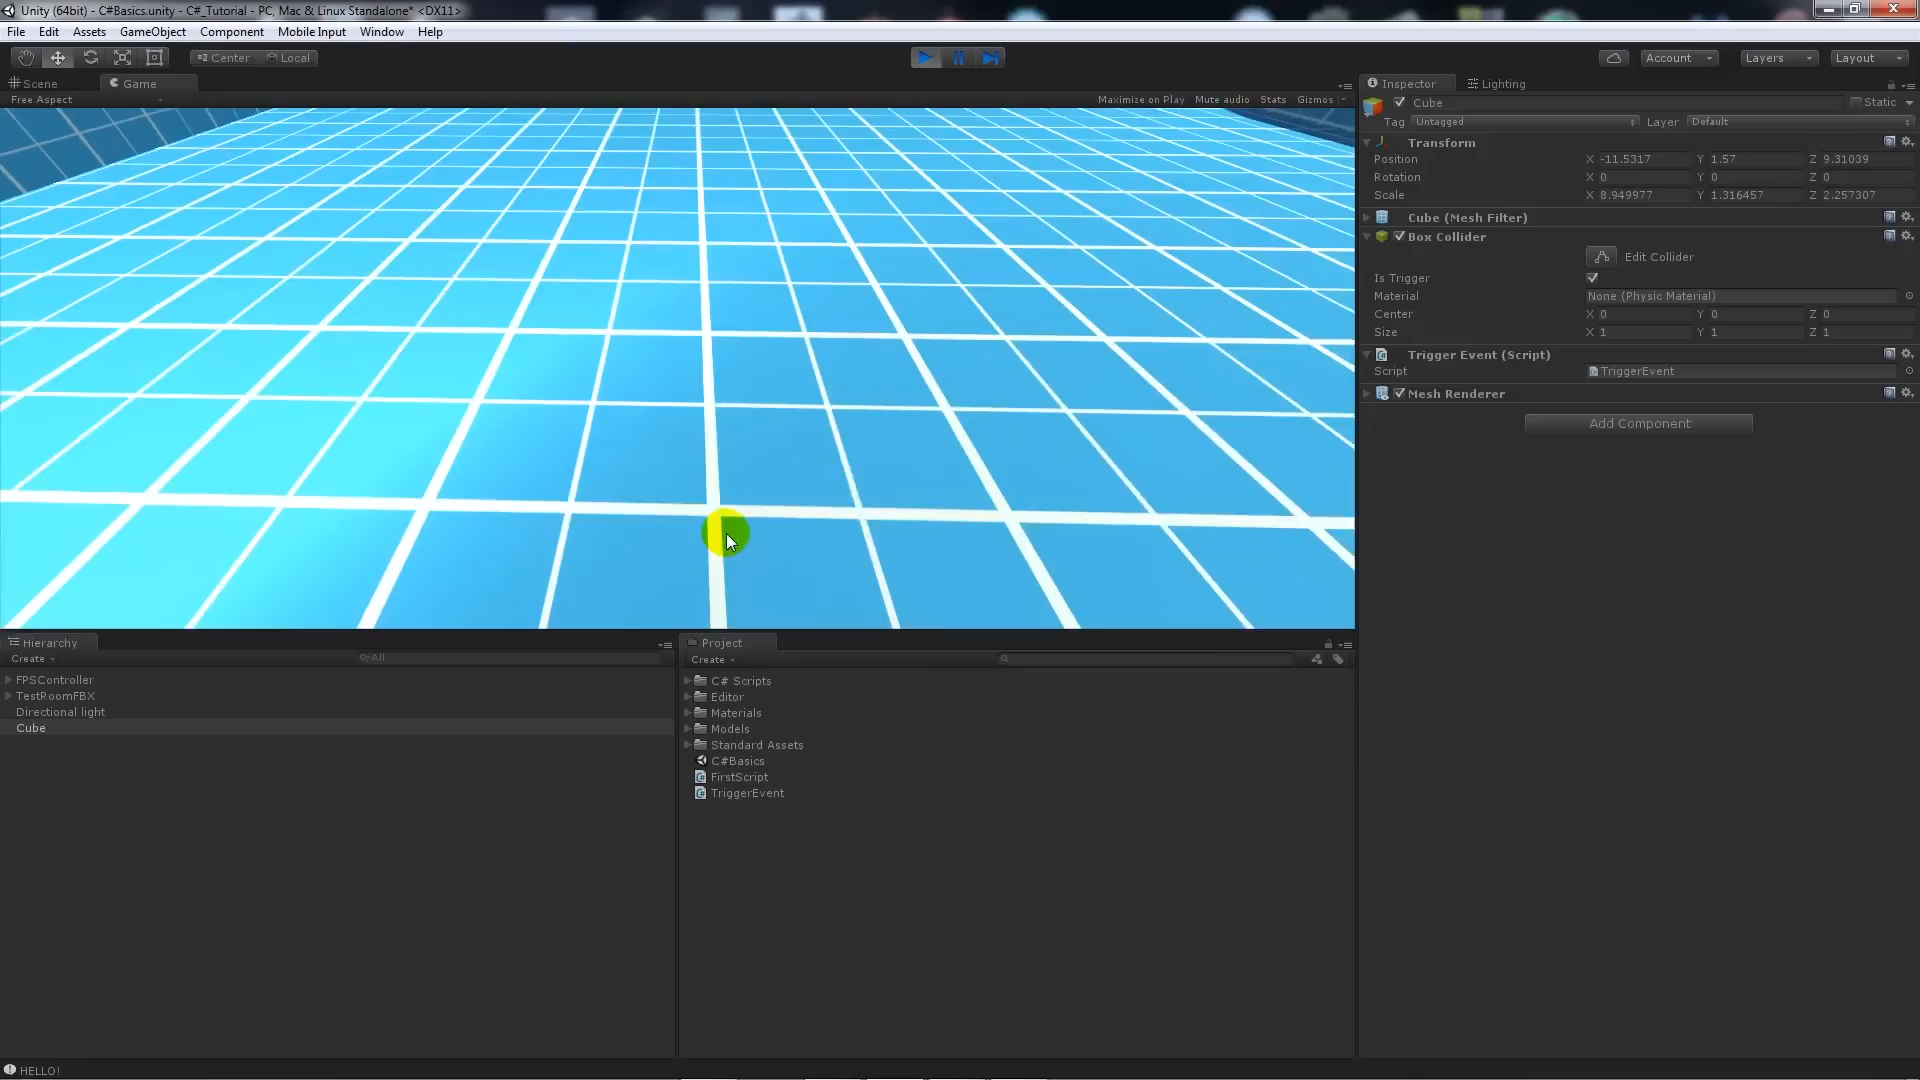 Unity (64bit) - C#Basics.unity - C#_Tutorial - PC, Mac & Linux Standalone* <DX11>
File Edit Assets GameObject Component Mobile Input Window Help
Center Local Account Layers Layout
Scene Game
Free Aspect Maximize on Play Mute audio Stats Gizmos
Inspector Lighting
Cube Static
Tag Untagged Layer Default
Transform
Position X -11.5317 Y 1.57 Z 9.31039
Rotation X 0 Y 0 Z 0
Scale X 8.949977 Y 1.316457 Z 2.257307
Cube (Mesh Filter)
Box Collider
Edit Collider
Is Trigger
Material None (Physic Material)
Center X 0 Y 0 Z 0
Size X 1 Y 1 Z 1
Trigger Event (Script)
Script TriggerEvent
Mesh Renderer
Add Component
Hierarchy
Create All
FPSController
TestRoomFBX
Directional light
Cube
Project
Create
C# Scripts
Editor
Materials
Models
Standard Assets
C#Basics
FirstScript
TriggerEvent
HELLO!